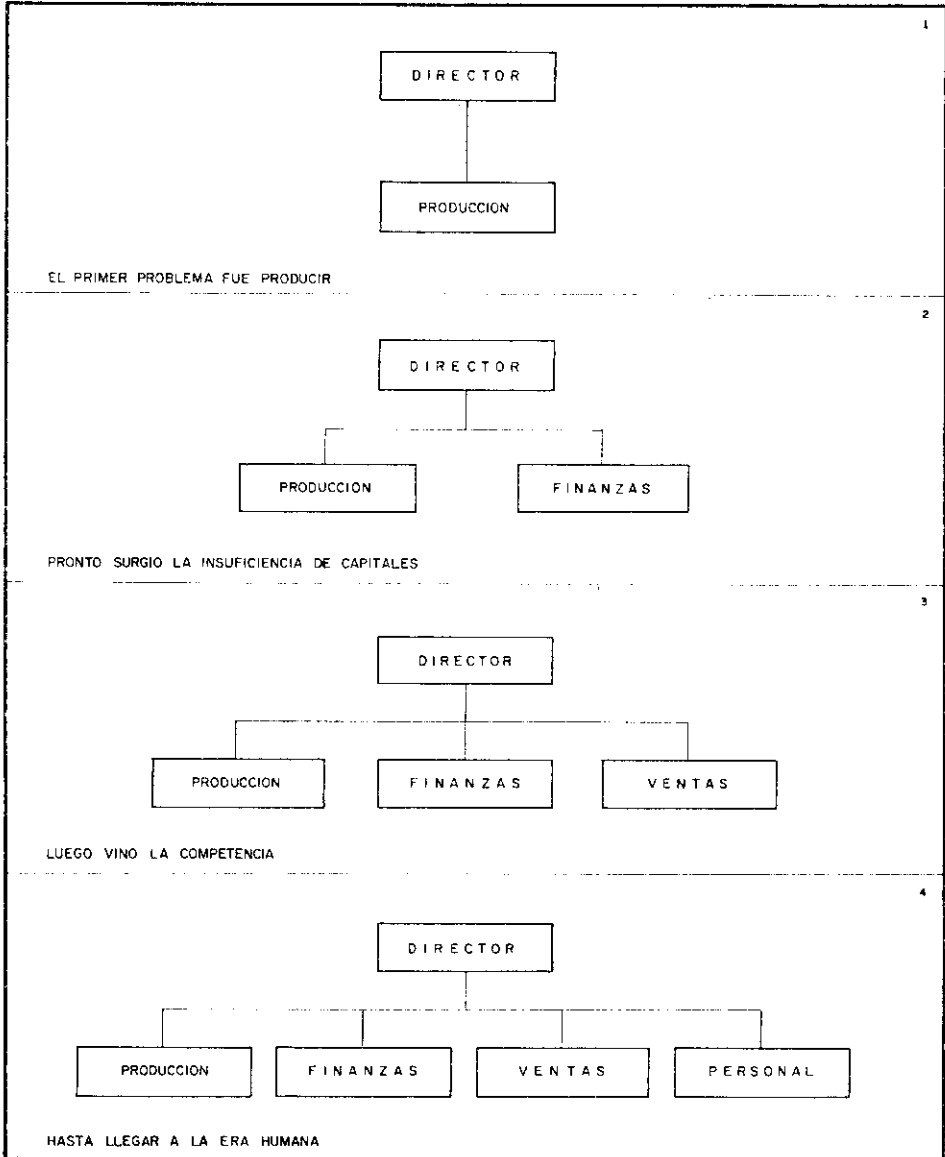 1
DIRECTOR
PRODUCCION
EL PRIMER PROBLEMA FUE PRODUCIR
2
DIRECTOR
PRODUCCION FINANZAS
PRONTO SURGIO LA INSUFICIENCIA DE CAPITALES
3
DIRECTOR
PRODUCCION FINANZAS VENTAS
LUEGO VINO LA COMPETENCIA
4
DIRECTOR
PRODUCCION FINANZAS VENTAS PERSONAL
HASTA LLEGAR A LA ERA HUMANA